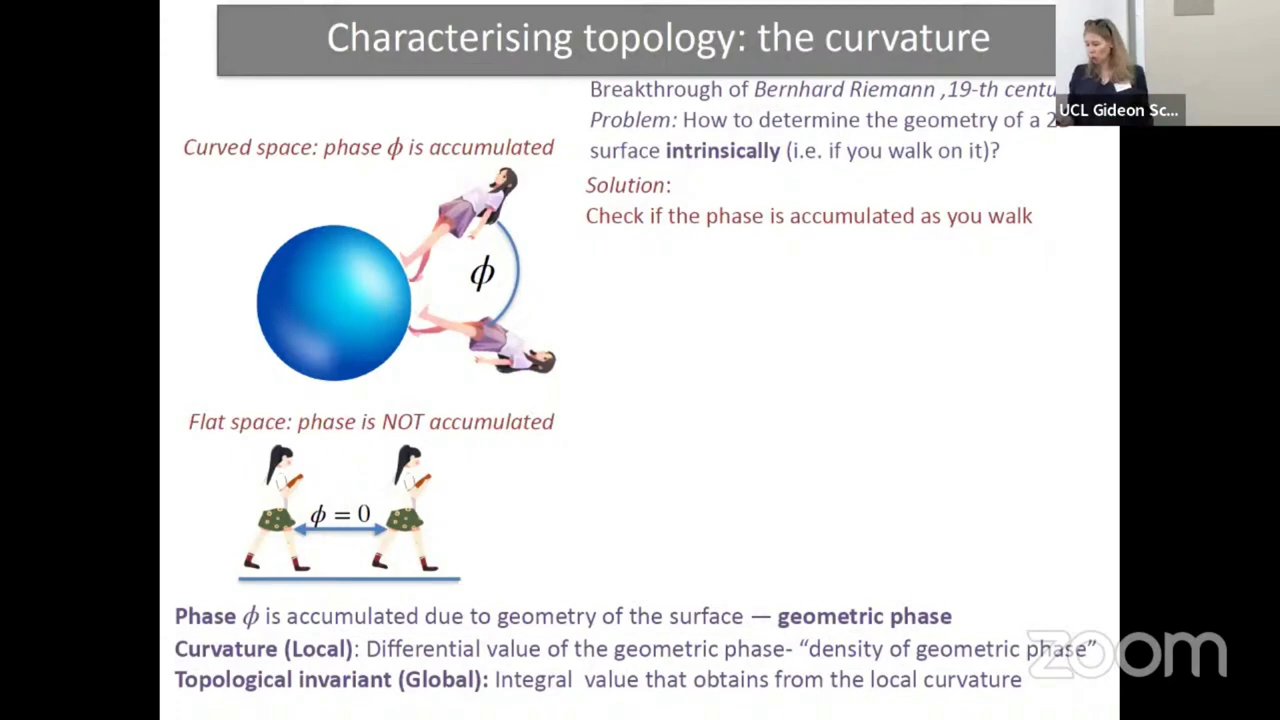 Characterising topology: the curvature
Breakthrough of Bernhard Riemann ,19-th centu
Problem: How to determine the geometry of a 2
surface intrinsically (i.e. if you walk on it)?
UCL Gideon Sc...
Curved space: phase ϕ is accumulated
Solution:
Check if the phase is accumulated as you walk
ϕ
Flat space: phase is NOT accumulated
ϕ = 0
Phase ϕ is accumulated due to geometry of the surface — geometric phase
Curvature (Local): Differential value of the geometric phase- “density of geometric phase”
Topological invariant (Global): Integral value that obtains from the local curvature
zoom